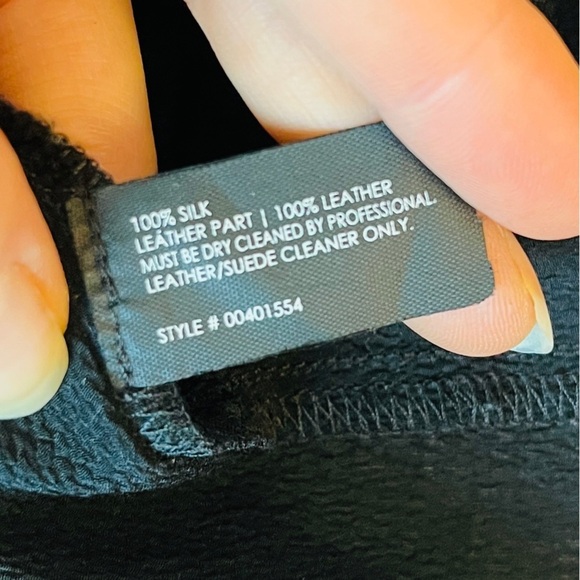 100% SILK
LEATHER PART | 100% LEATHER
MUST BE DRY CLEANED BY PROFESSIONAL
LEATHER/SUEDE CLEANER ONLY.
STYLE # 00401554